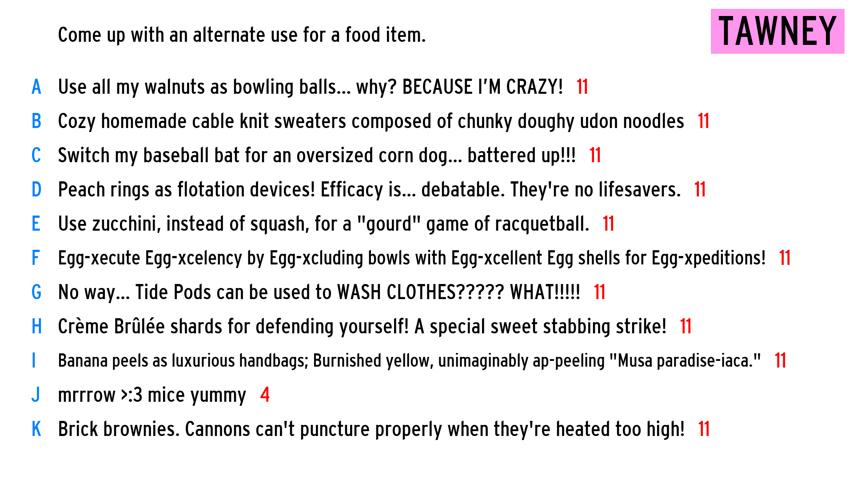 Come up with an alternate use for a food item.
TAWNEY
A Use all my walnuts as bowling balls... why? BECAUSE I'M CRAZY! 11
B Cozy homemade cable knit sweaters composed of chunky doughy udon noodles 11
C Switch my baseball bat for an oversized corn dog... battered up!!! 11
D Peach rings as flotation devices! Efficacy is... debatable. They're no lifesavers. 11
E Use zucchini, instead of squash, for a "gourd" game of racquetball. 11
F Egg-xecute Egg-xcelency by Egg-xcluding bowls with Egg-xcellent Egg shells for Egg-xpeditions! 11
G No way... Tide Pods can be used to WASH CLOTHES????? WHAT!!!!! 11
H Crème Brûlée shards for defending yourself! A special sweet stabbing strike! 11
I Banana peels as luxurious handbags; Burnished yellow, unimaginably ap-peeling "Musa paradise-iaca." 11
J mrrrow >:3 mice yummy 4
K Brick brownies. Cannons can't puncture properly when they're heated too high! 11